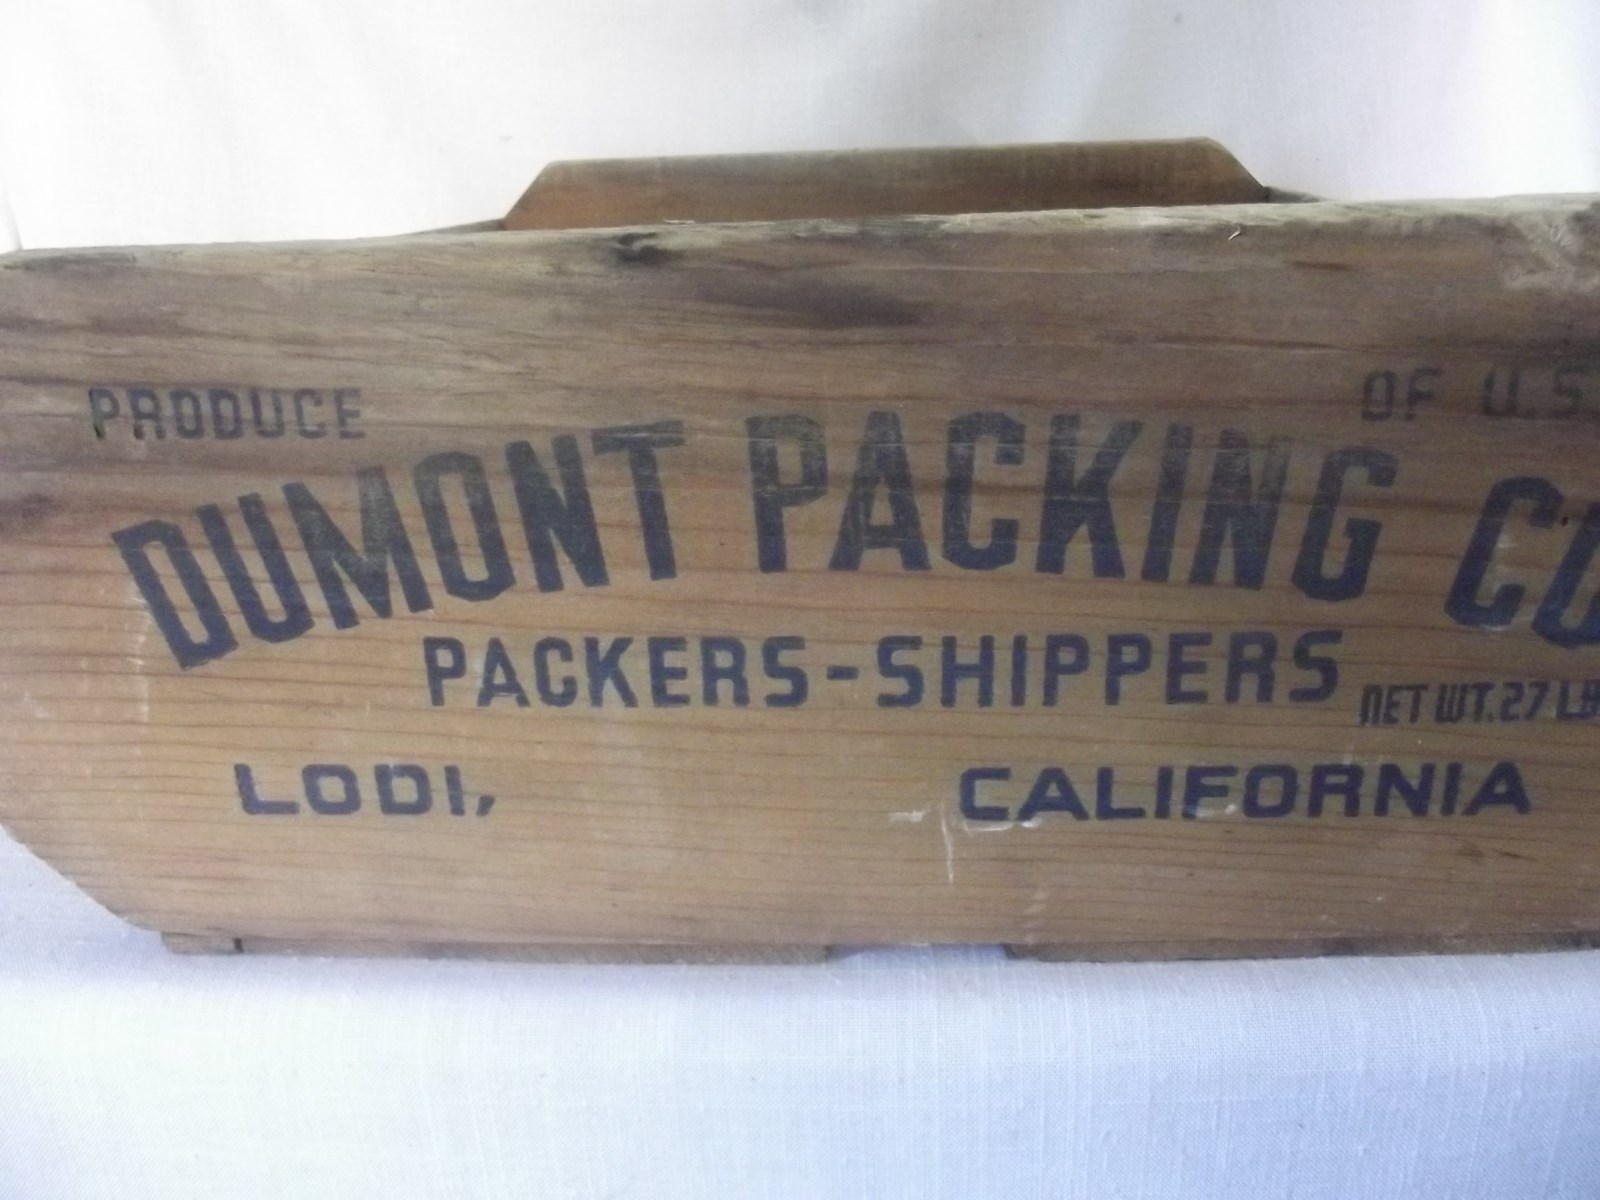 PRODUCE OF U.S.
DUMONT PACKING CO
PACKERS-SHIPPERS
NET WT. 27 LB
LODI, CALIFORNIA